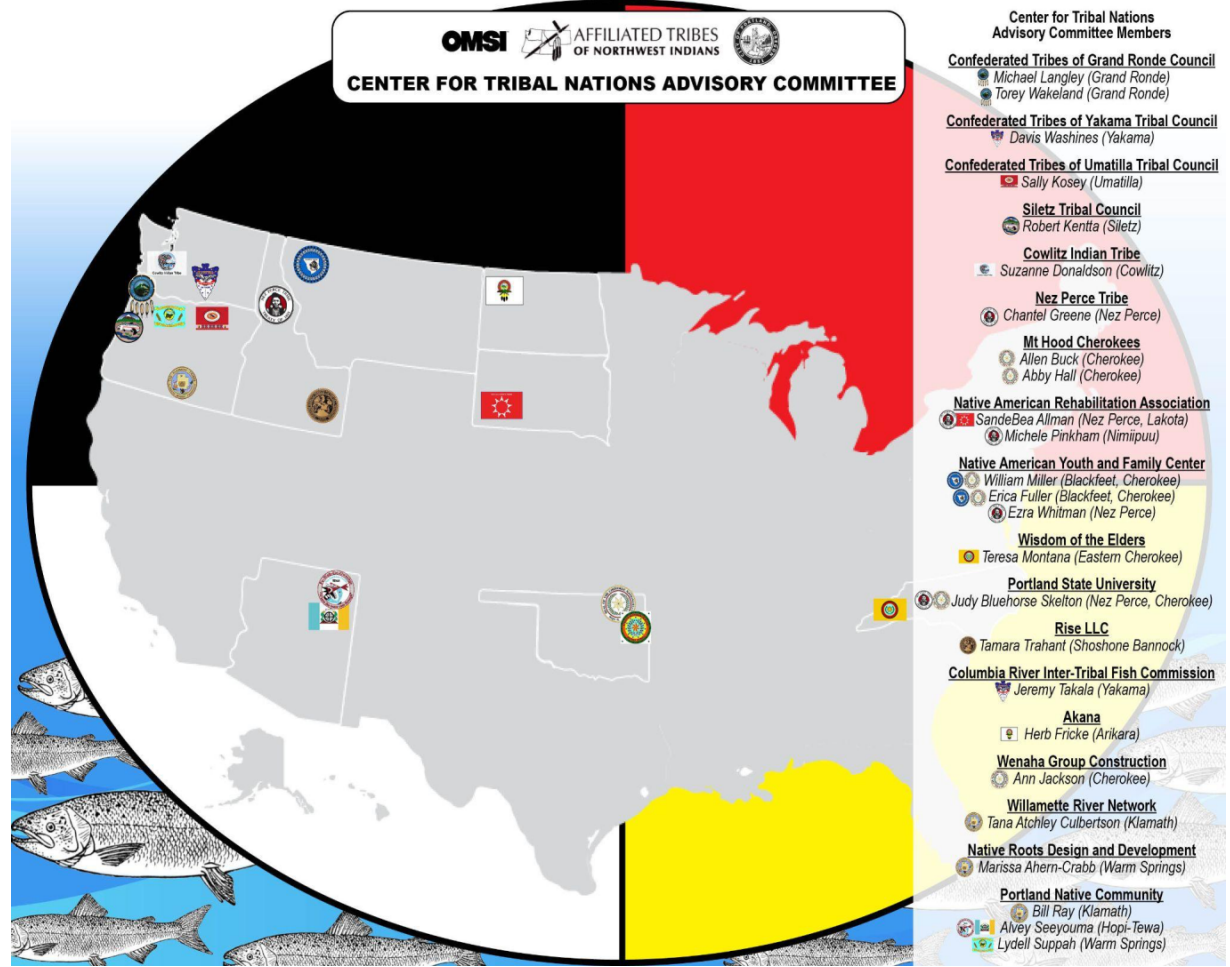 OMSI
AFFILIATED TRIBES
OF NORTHWEST INDIANS
CENTER FOR TRIBAL NATIONS ADVISORY COMMITTEE
Center for Tribal Nations
Advisory Committee Members
Confederated Tribes of Grand Ronde Council
Michael Langley (Grand Ronde)
Torey Wakeland (Grand Ronde)
Confederated Tribes of Yakama Tribal Council
Davis Washines (Yakama)
Confederated Tribes of Umatilla Tribal Council
Sally Kosey (Umatilla)
Siletz Tribal Council
Robert Kentta (Siletz)
Cowlitz Indian Tribe
Suzanne Donaldson (Cowlitz)
Nez Perce Tribe
Chantel Greene (Nez Perce)
Mt Hood Cherokees
Allen Buck (Cherokee)
Abby Hall (Cherokee)
Native American Rehabilitation Association
SandeBea Allman (Nez Perce, Lakota)
Michele Pinkham (Nimiipuu)
Native American Youth and Family Center
William Miller (Blackfeet, Cherokee)
Erica Fuller (Blackfeet, Cherokee)
Ezra Whitman (Nez Perce)
Wisdom of the Elders
Teresa Montana (Eastern Cherokee)
Portland State University
Judy Bluehorse Skelton (Nez Perce, Cherokee)
Rise LLC
Tamara Trahant (Shoshone Bannock)
Columbia River Inter-Tribal Fish Commission
Jeremy Takala (Yakama)
Akana
Herb Fricke (Arikara)
Wenaha Group Construction
Ann Jackson (Cherokee)
Willamette River Network
Tana Atchley Culbertson (Klamath)
Native Roots Design and Development
Marissa Ahern-Crabb (Warm Springs)
Portland Native Community
Bill Ray (Klamath)
Alvey Seeyouma (Hopi-Tewa)
Lydell Suppah (Warm Springs)
Cowlitz Indian Tribe